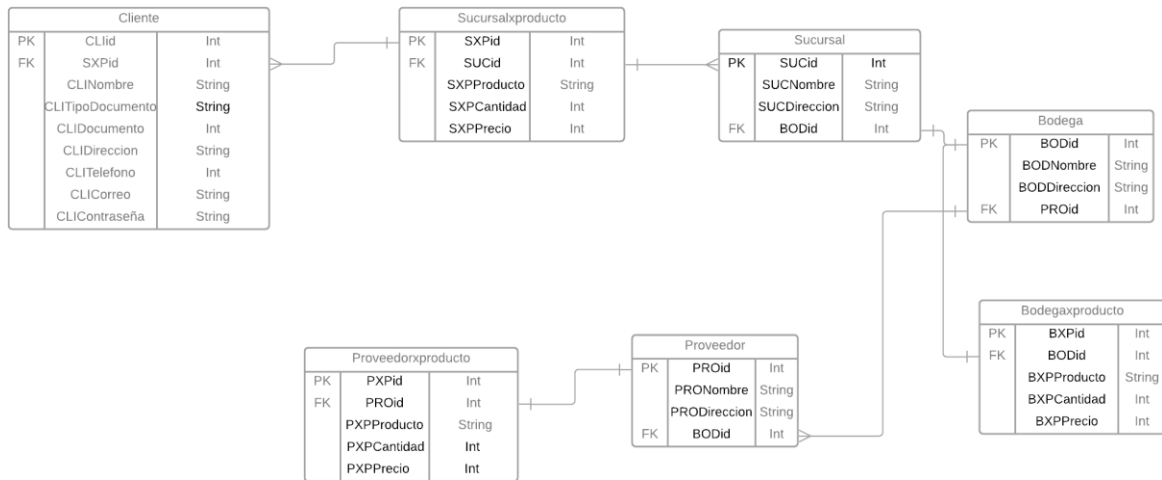 Cliente
PK CLIid Int
FK SXPid Int
CLINombre String
CLITipoDocumento String
CLIDocumento Int
CLIDireccion String
CLITelefono Int
CLICorreo String
CLIContraseña String
Sucursalxproducto
PK SXPid Int
FK SUCid Int
SXPProducto String
SXPCantidad Int
SXPPrecio Int
Sucursal
PK SUCid Int
SUCNombre String
SUCDireccion String
FK BODid Int
Bodega
PK BODid Int
BODNombre String
BODDireccion String
FK PROid Int
Proveedorxproducto
PK PXPid Int
FK PROid Int
PXPProducto String
PXPCantidad Int
PXPPrecio Int
Proveedor
PK PROid Int
PRONombre String
PRODireccion String
FK BODid Int
Bodegaxproducto
PK BXPid Int
FK BODid Int
BXPProducto String
BXPCantidad Int
BXPPrecio Int